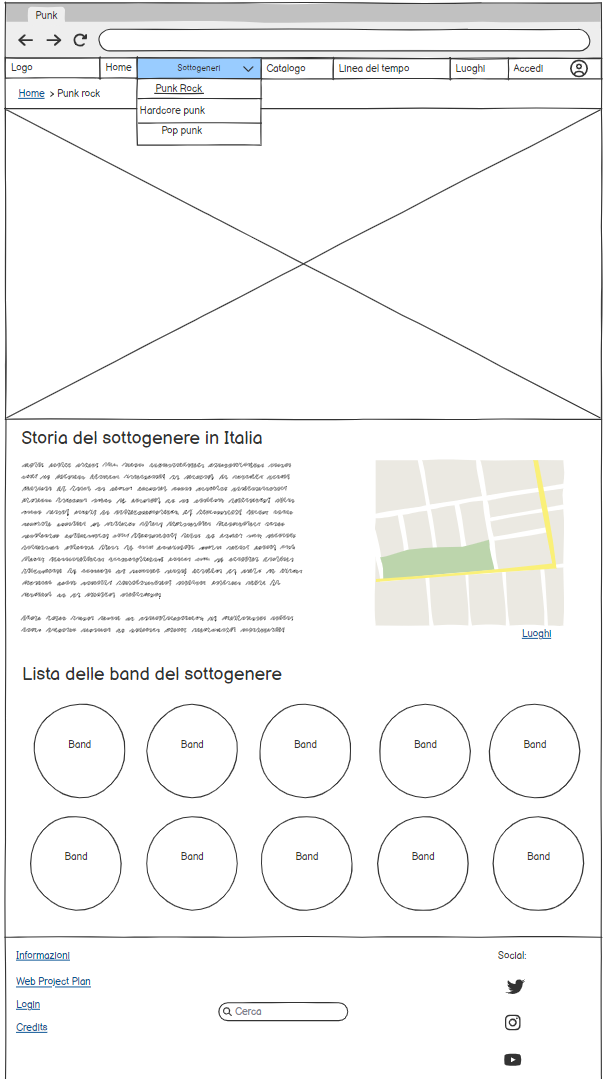 Punk
Logo Home Sottogeneri Catalogo Linea del tempo Luoghi Accedi
Home > Punk rock
Punk Rock
Hardcore punk
Pop punk
Storia del sottogenere in Italia
Luoghi
Lista delle band del sottogenere
Band Band Band Band Band
Band Band Band Band Band
Informazioni
Web Project Plan
Login
Credits
Cerca
Social: